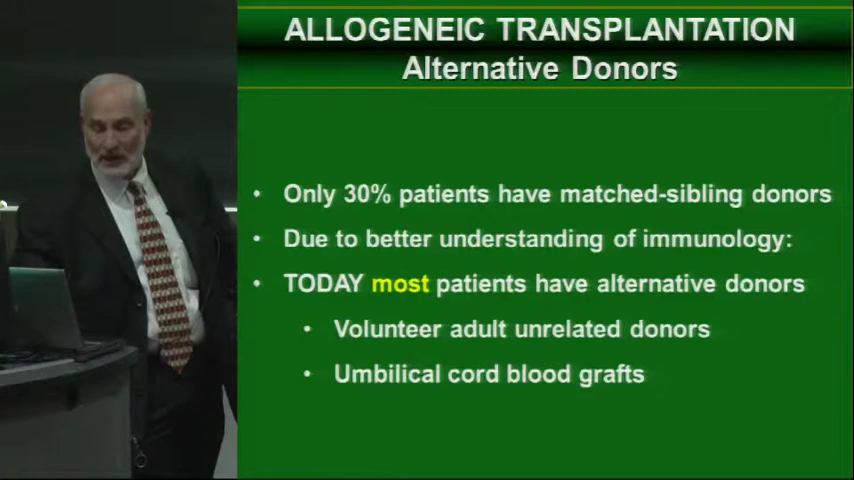 ALLOGENEIC TRANSPLANTATION
Alternative Donors
• Only 30% patients have matched-sibling donors
• Due to better understanding of immunology:
• TODAY most patients have alternative donors
• Volunteer adult unrelated donors
• Umbilical cord blood grafts